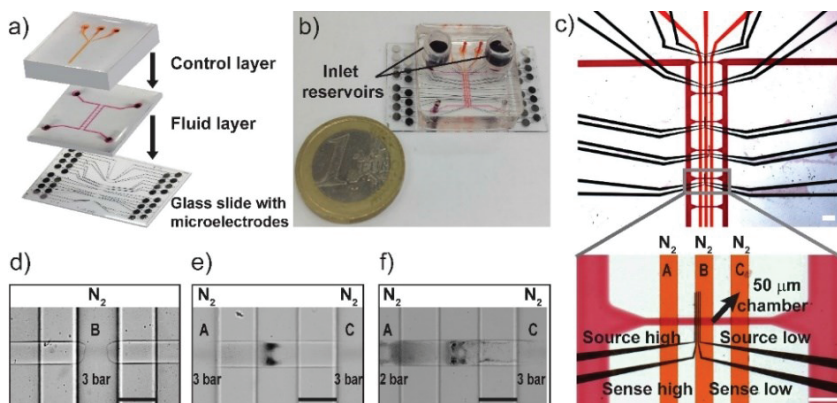 a)
Control layer
Fluid layer
Glass slide with
microelectrodes
b)
Inlet
reservoirs
1
c)
N₂ N₂ N₂
A B C
50 μm
chamber
Source high Source low
Sense high Sense low
d)
N₂
B
3 bar
e)
N₂ N₂
A C
3 bar 3 bar
f)
N₂ N₂
A C
2 bar 3 bar